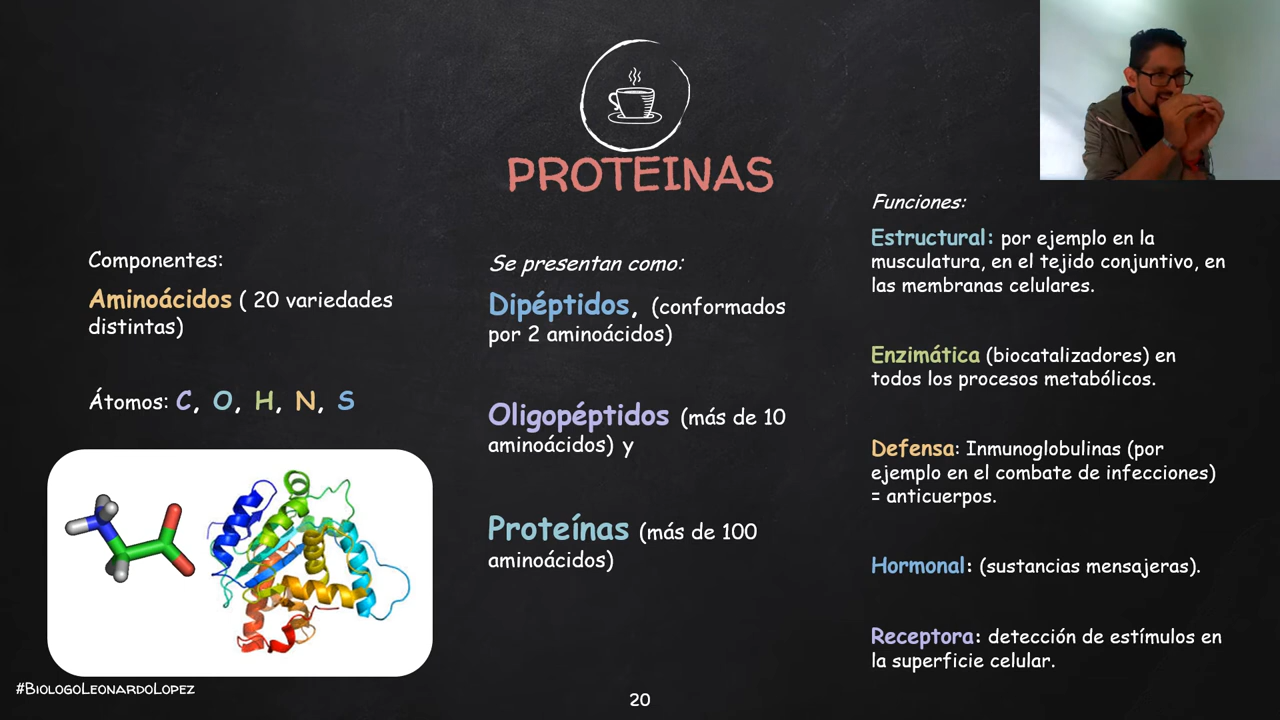 PROTEINAS
Componentes:
Aminoácidos ( 20 variedades
distintas)
Átomos: C, O, H, N, S
Se presentan como:
Dipéptidos, (conformados
por 2 aminoácidos)
Oligopéptidos (más de 10
aminoácidos) y
Proteínas (más de 100
aminoácidos)
Funciones:
Estructural: por ejemplo en la
musculatura, en el tejido conjuntivo, en
las membranas celulares.
Enzimática (biocatalizadores) en
todos los procesos metabólicos.
Defensa: Inmunoglobulinas (por
ejemplo en el combate de infecciones)
= anticuerpos.
Hormonal: (sustancias mensajeras).
Receptora: detección de estímulos en
la superficie celular.
#BiologoLeonardoLopez
20